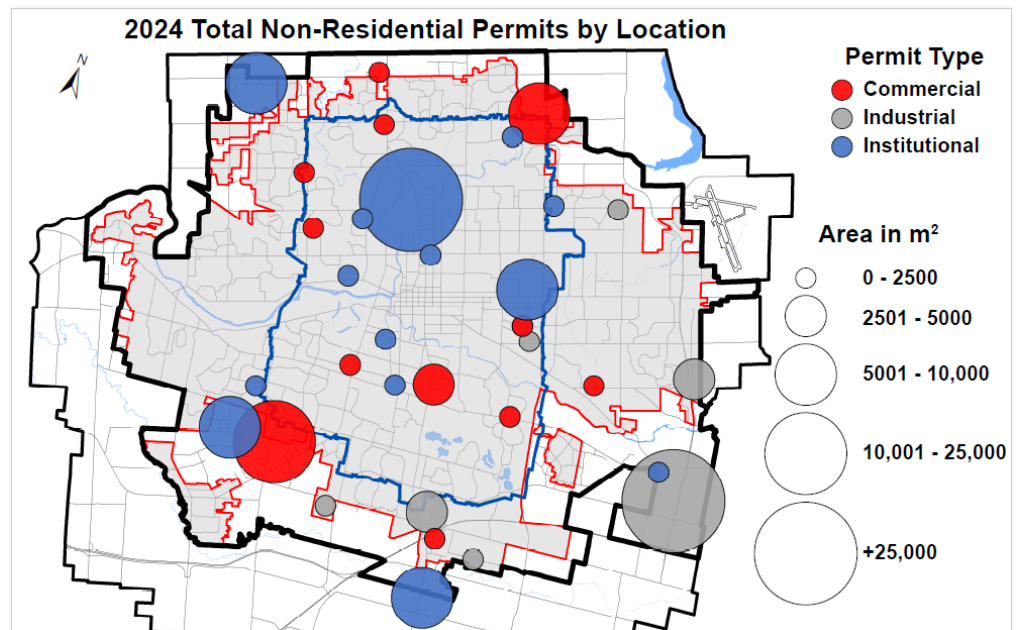 2024 Total Non-Residential Permits by Location
N
Permit Type
Commercial
Industrial
Institutional
Area in m²
0 - 2500
2501 - 5000
5001 - 10,000
10,001 - 25,000
+25,000